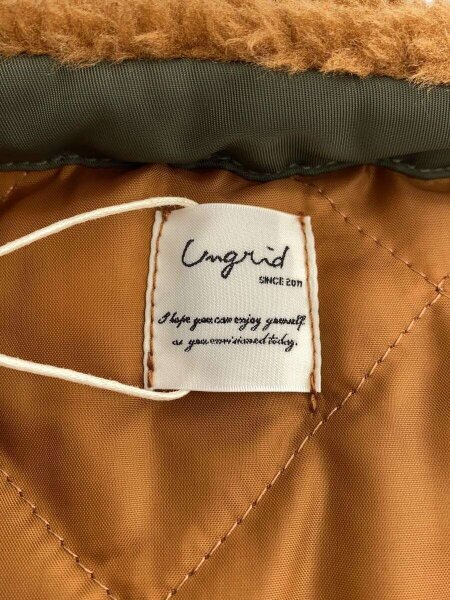 Ungrid
SINCE 2011
I hope you can enjoy yourself.
as you envisioned today.